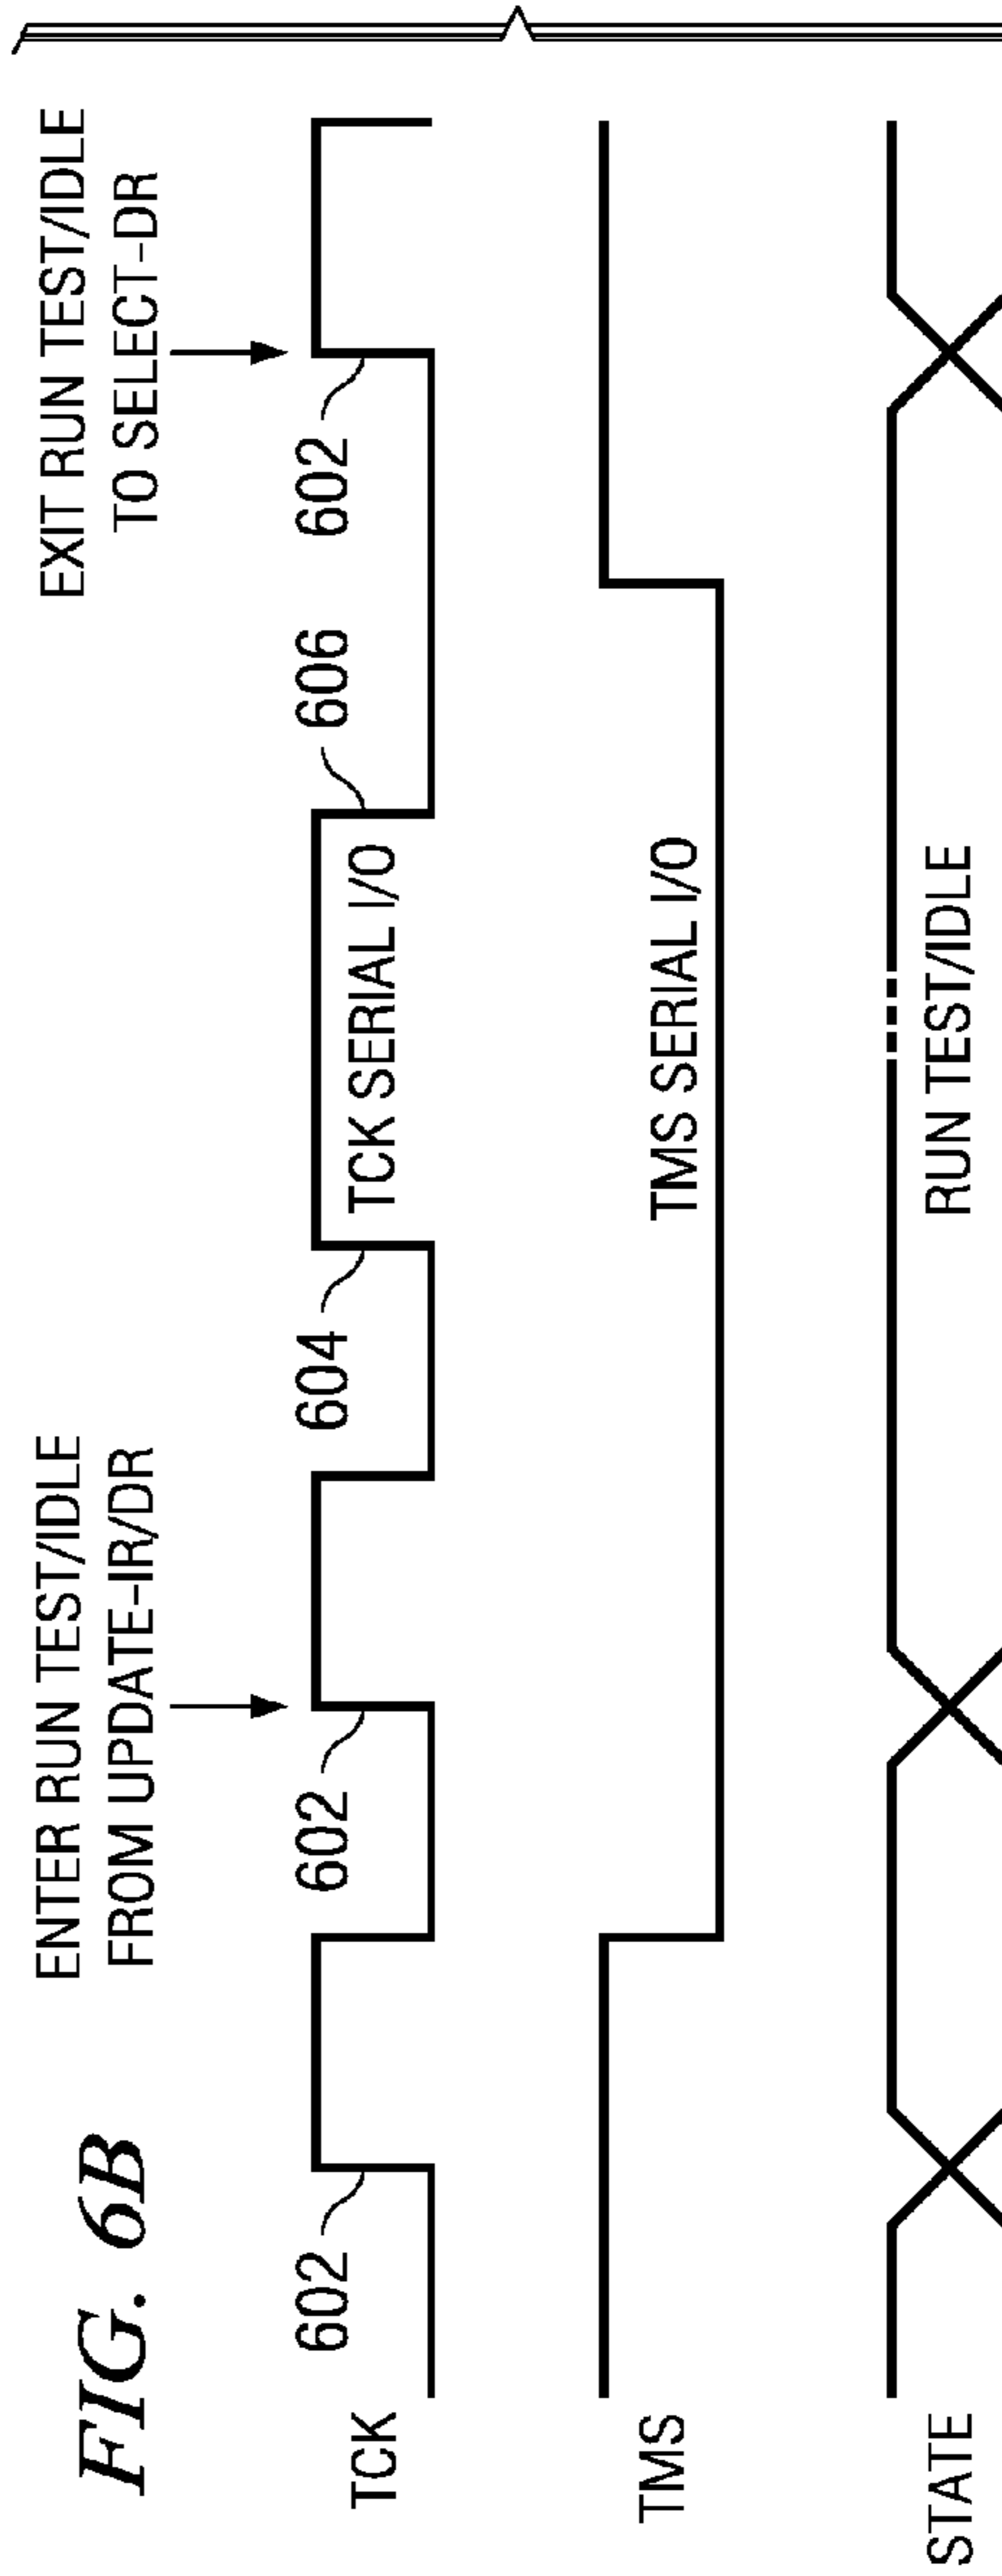 FIG. 6B
ENTER RUN TEST/IDLE
FROM UPDATE-IR/DR
EXIT RUN TEST/IDLE
TO SELECT-DR
602
602
604
606
602
TCK
TCK SERIAL I/O
TMS
TMS SERIAL I/O
STATE
RUN TEST/IDLE